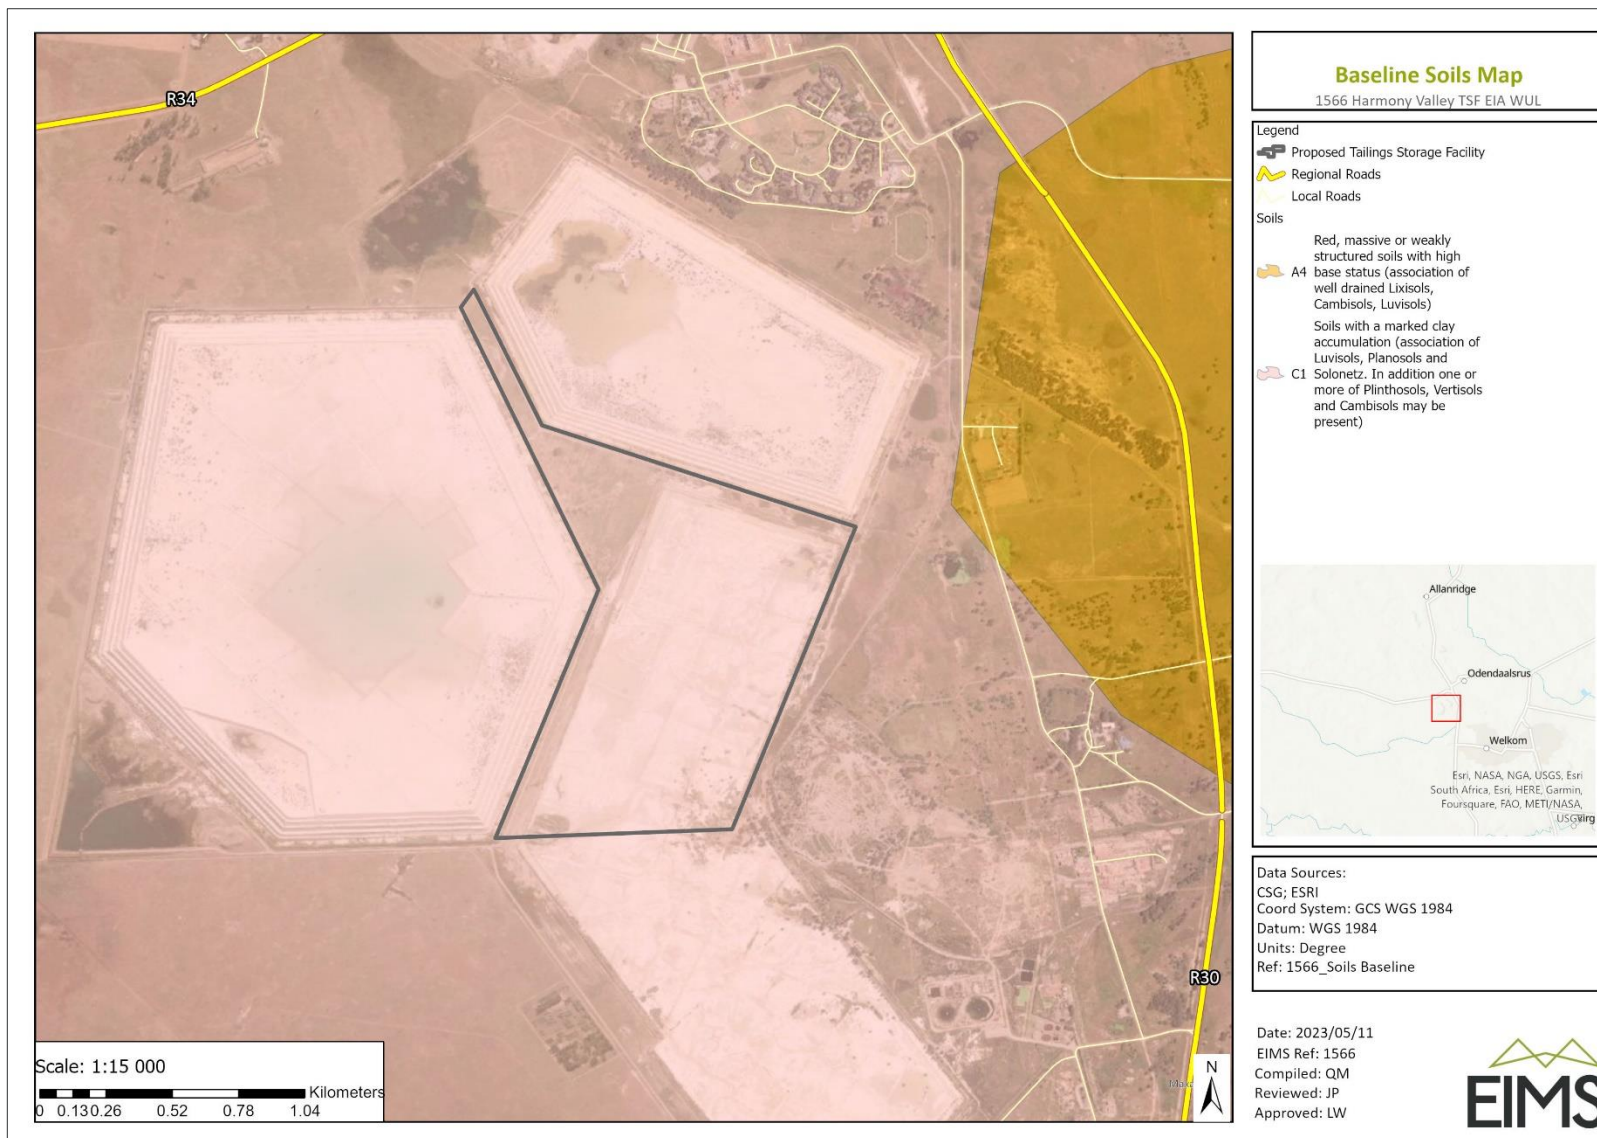 R34
R30
Scale: 1:15 000
Kilometers
0 0.13 0.26 0.52 0.78 1.04
N
Baseline Soils Map
1566 Harmony Valley TSF EIA WUL
Legend
Proposed Tailings Storage Facility
Regional Roads
Local Roads
Soils
Red, massive or weakly
structured soils with high
A4 base status (association of
well drained Lixisols,
Cambisols, Luvisols)
Soils with a marked clay
accumulation (association of
Luvisols, Planosols and
C1 Solonetz. In addition one or
more of Plinthosols, Vertisols
and Cambisols may be
present)
Allanridge
Odendaalsrus
Welkom
Esri, NASA, NGA, USGS, Esri
South Africa, Esri, HERE, Garmin,
Foursquare, FAO, METI/NASA,
USGS
Virg
Data Sources:
CSG; ESRI
Coord System: GCS WGS 1984
Datum: WGS 1984
Units: Degree
Ref: 1566_Soils Baseline
Date: 2023/05/11
EIMS Ref: 1566
Compiled: QM
Reviewed: JP
Approved: LW
EIMS